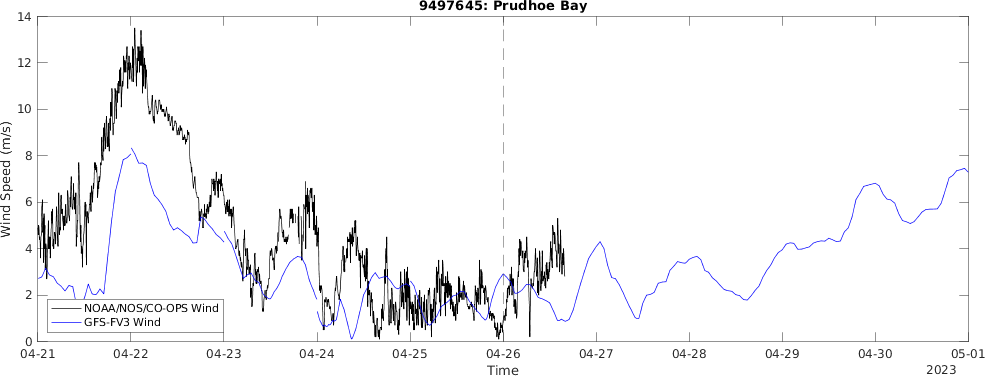 9497645: Prudhoe Bay
14
12
10
8
6
4
2
0
Wind Speed (m/s)
NOAA/NOS/CO-OPS Wind
GFS-FV3 Wind
04-21 04-22 04-23 04-24 04-25 04-26 04-27 04-28 04-29 04-30 05-01
Time
2023